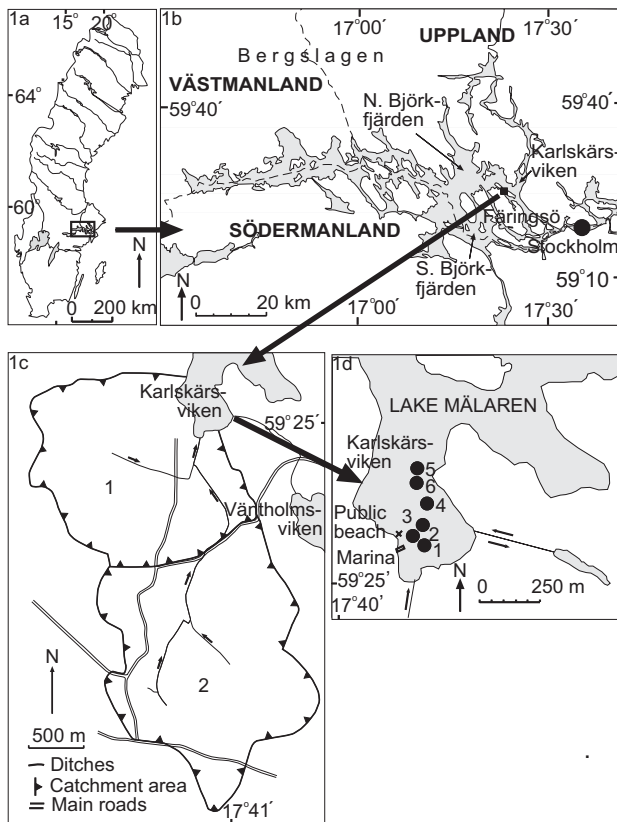 1a
15° 20°
64°
60°
N
0 200 km
1b
17°00´
17°30´
Bergslagen
UPPLAND
VÄSTMANLAND
59°40´
59°40´
N. Björk-
fjärden
Karlskärs-
viken
Färingsö
SÖDERMANLAND
Stockholm
S. Björk-
fjärden
59°10´
N
0 20 km
17°00´
17°30´
1c
Karlskärs-
viken
59°25´
1
Väntholms-
viken
2
N
500 m
Ditches
Catchment area
Main roads
17°41´
1d
LAKE MÄLAREN
Karlskärs-
viken
5
6
4
Public
beach
3
2
Marina
1
59°25´
17°40´
N
0 250 m